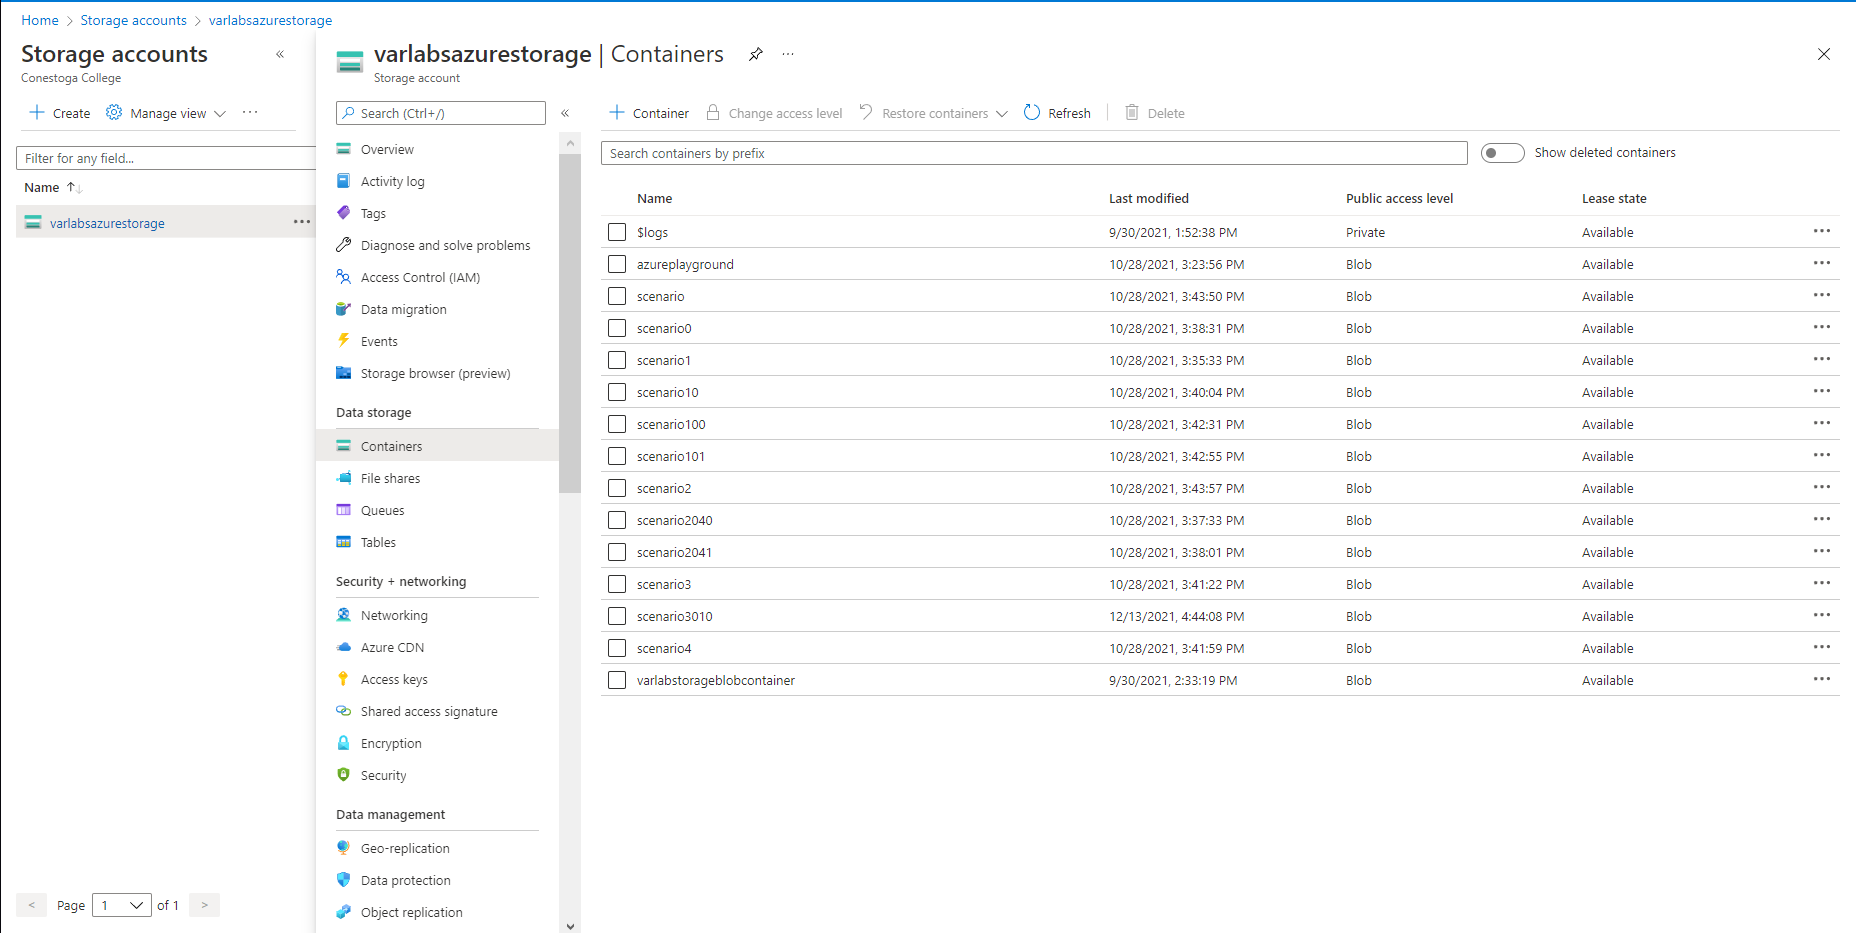 Home > Storage accounts > varlabsazurestorage
Storage accounts «
Conestoga College
+ Create Manage view ···
Filter for any field...
Name ↑↓
varlabsazurestorage ···
< Page 1 of 1 >
varlabsazurestorage | Containers ···
Storage account
Search (Ctrl+/) «
Overview
Activity log
Tags
Diagnose and solve problems
Access Control (IAM)
Data migration
Events
Storage browser (preview)
Data storage
Containers
File shares
Queues
Tables
Security + networking
Networking
Azure CDN
Access keys
Shared access signature
Encryption
Security
Data management
Geo-replication
Data protection
Object replication
+ Container Change access level Restore containers Refresh Delete
Search containers by prefix Show deleted containers
Name Last modified Public access level Lease state
$logs 9/30/2021, 1:52:38 PM Private Available ···
azureplayground 10/28/2021, 3:23:56 PM Blob Available ···
scenario 10/28/2021, 3:43:50 PM Blob Available ···
scenario0 10/28/2021, 3:38:31 PM Blob Available ···
scenario1 10/28/2021, 3:35:33 PM Blob Available ···
scenario10 10/28/2021, 3:40:04 PM Blob Available ···
scenario100 10/28/2021, 3:42:31 PM Blob Available ···
scenario101 10/28/2021, 3:42:55 PM Blob Available ···
scenario2 10/28/2021, 3:43:57 PM Blob Available ···
scenario2040 10/28/2021, 3:37:33 PM Blob Available ···
scenario2041 10/28/2021, 3:38:01 PM Blob Available ···
scenario3 10/28/2021, 3:41:22 PM Blob Available ···
scenario3010 12/13/2021, 4:44:08 PM Blob Available ···
scenario4 10/28/2021, 3:41:59 PM Blob Available ···
varlabstorageblobcontainer 9/30/2021, 2:33:19 PM Blob Available ···